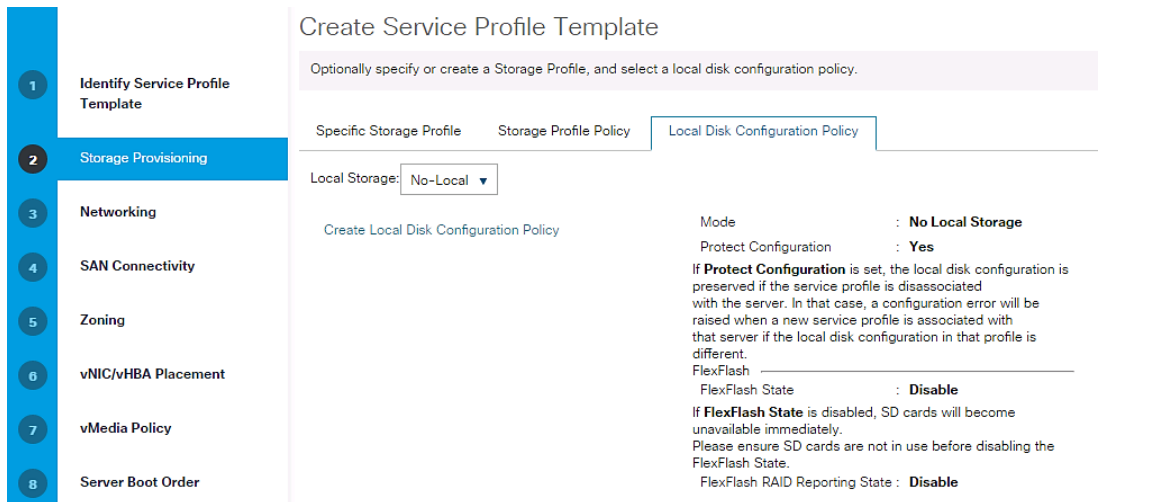 Create Service Profile Template
1
Identify Service Profile
Template
2
Storage Provisioning
3
Networking
4
SAN Connectivity
5
Zoning
6
vNIC/vHBA Placement
7
vMedia Policy
8
Server Boot Order
Optionally specify or create a Storage Profile, and select a local disk configuration policy.
Specific Storage Profile
Storage Profile Policy
Local Disk Configuration Policy
Local Storage: No-Local ▼
Create Local Disk Configuration Policy
Mode : No Local Storage
Protect Configuration : Yes
If Protect Configuration is set, the local disk configuration is
preserved if the service profile is disassociated
with the server. In that case, a configuration error will be
raised when a new service profile is associated with
that server if the local disk configuration in that profile is
different.
FlexFlash
FlexFlash State : Disable
If FlexFlash State is disabled, SD cards will become
unavailable immediately.
Please ensure SD cards are not in use before disabling the
FlexFlash State.
FlexFlash RAID Reporting State : Disable